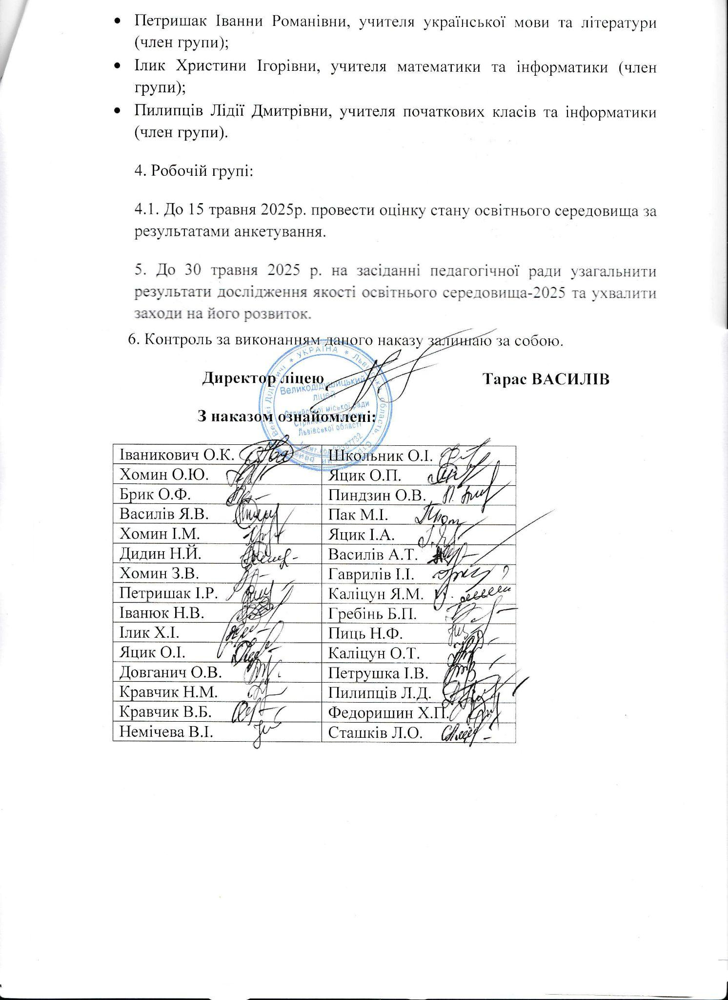 • Петришак Іванни Романівни, учителя української мови та літератури
(член групи);
• Ілик Христини Ігорівни, учителя математики та інформатики (член
групи);
• Пилипців Лідії Дмитрівни, учителя початкових класів та інформатики
(член групи).
4. Робочій групі:
4.1. До 15 травня 2025р. провести оцінку стану освітнього середовища за
результатами анкетування.
5. До 30 травня 2025 р. на засіданні педагогічної ради узагальнити
результати дослідження якості освітнього середовища-2025 та ухвалити
заходи на його розвиток.
6. Контроль за виконанням даного наказу залишаю за собою.
* УКРАЇНА * Львівська область,
Директор ліцею Тарас ВАСИЛІВ
Великодідушицький
ліцей
Стрийської міської ради
Стрийського району
Львівської області
З наказом ознайомлені:
Іваникович О.К. Школьник О.І.
Хомин О.Ю. Яцик О.П.
Брик О.Ф. Пиндзин О.В.
Василів Я.В. Пак М.І.
Хомин І.М. Яцик І.А.
Дидин Н.Й. Василів А.Т.
Хомин З.В. Гаврилів І.І.
Петришак І.Р. Каліцун Я.М.
Іванюк Н.В. Гребінь Б.П.
Ілик Х.І. Пиць Н.Ф.
Яцик О.І. Каліцун О.Т.
Довганич О.В. Петрушка І.В.
Кравчик Н.М. Пилипців Л.Д.
Кравчик В.Б. Федоришин Х.П.
Немічева В.І. Сташків Л.О.